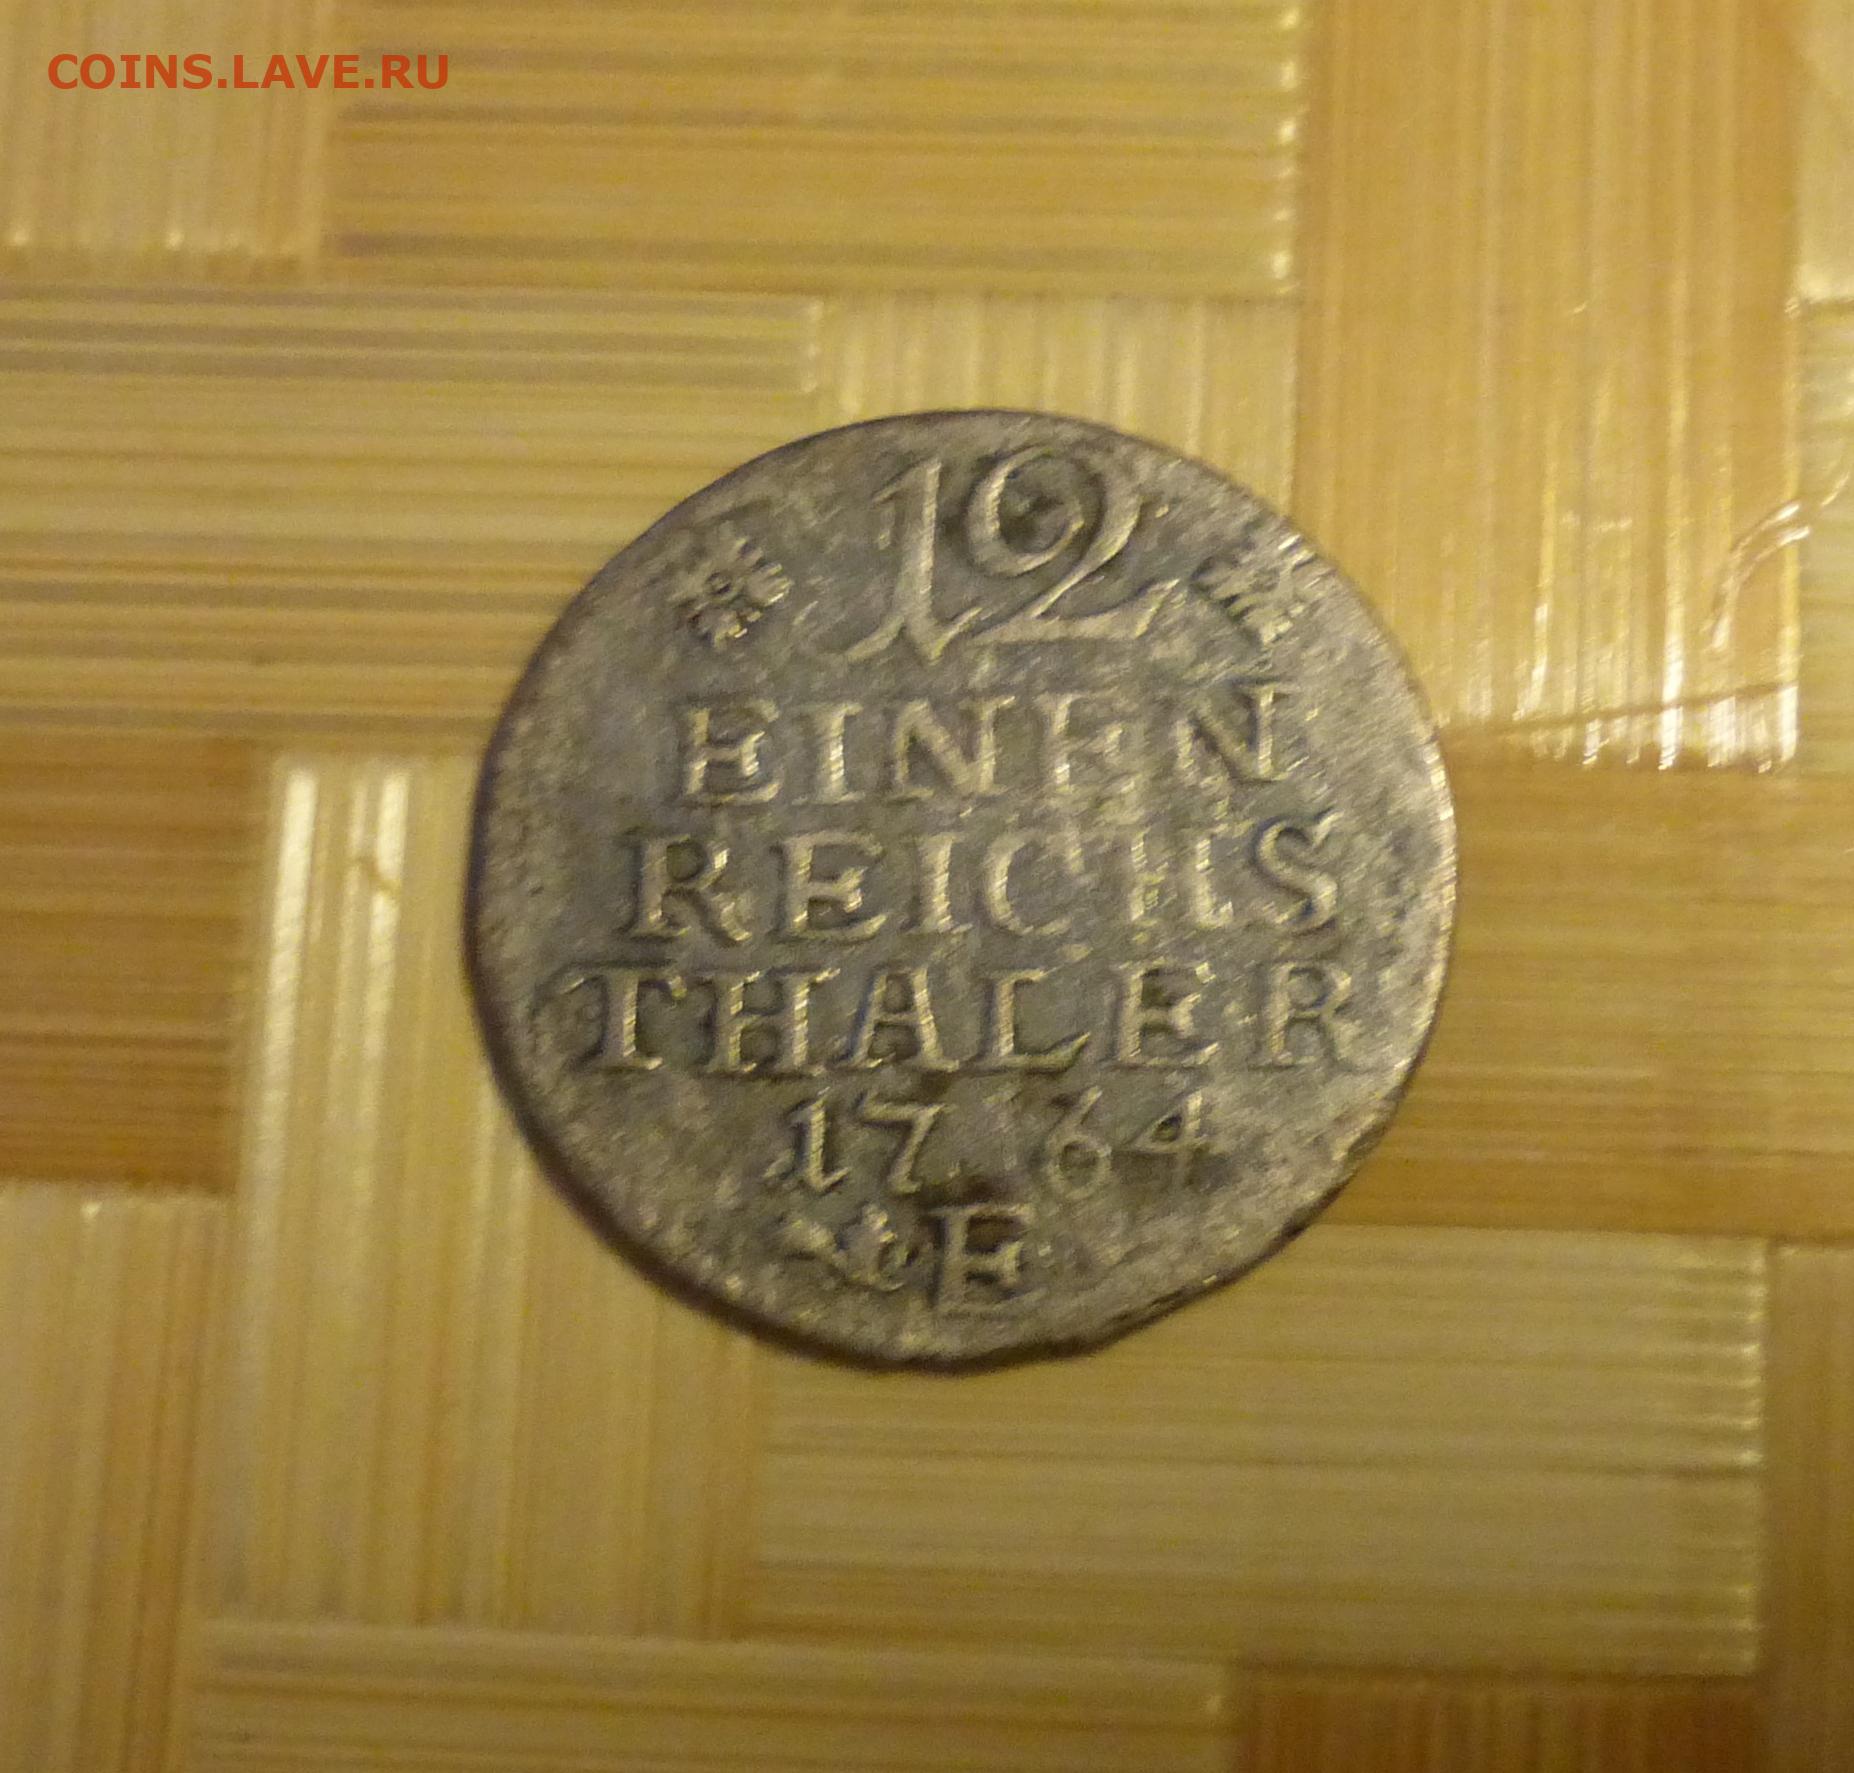 COINS.LAVE.RU
12
EINEN
REICHS
THALER
1764
E